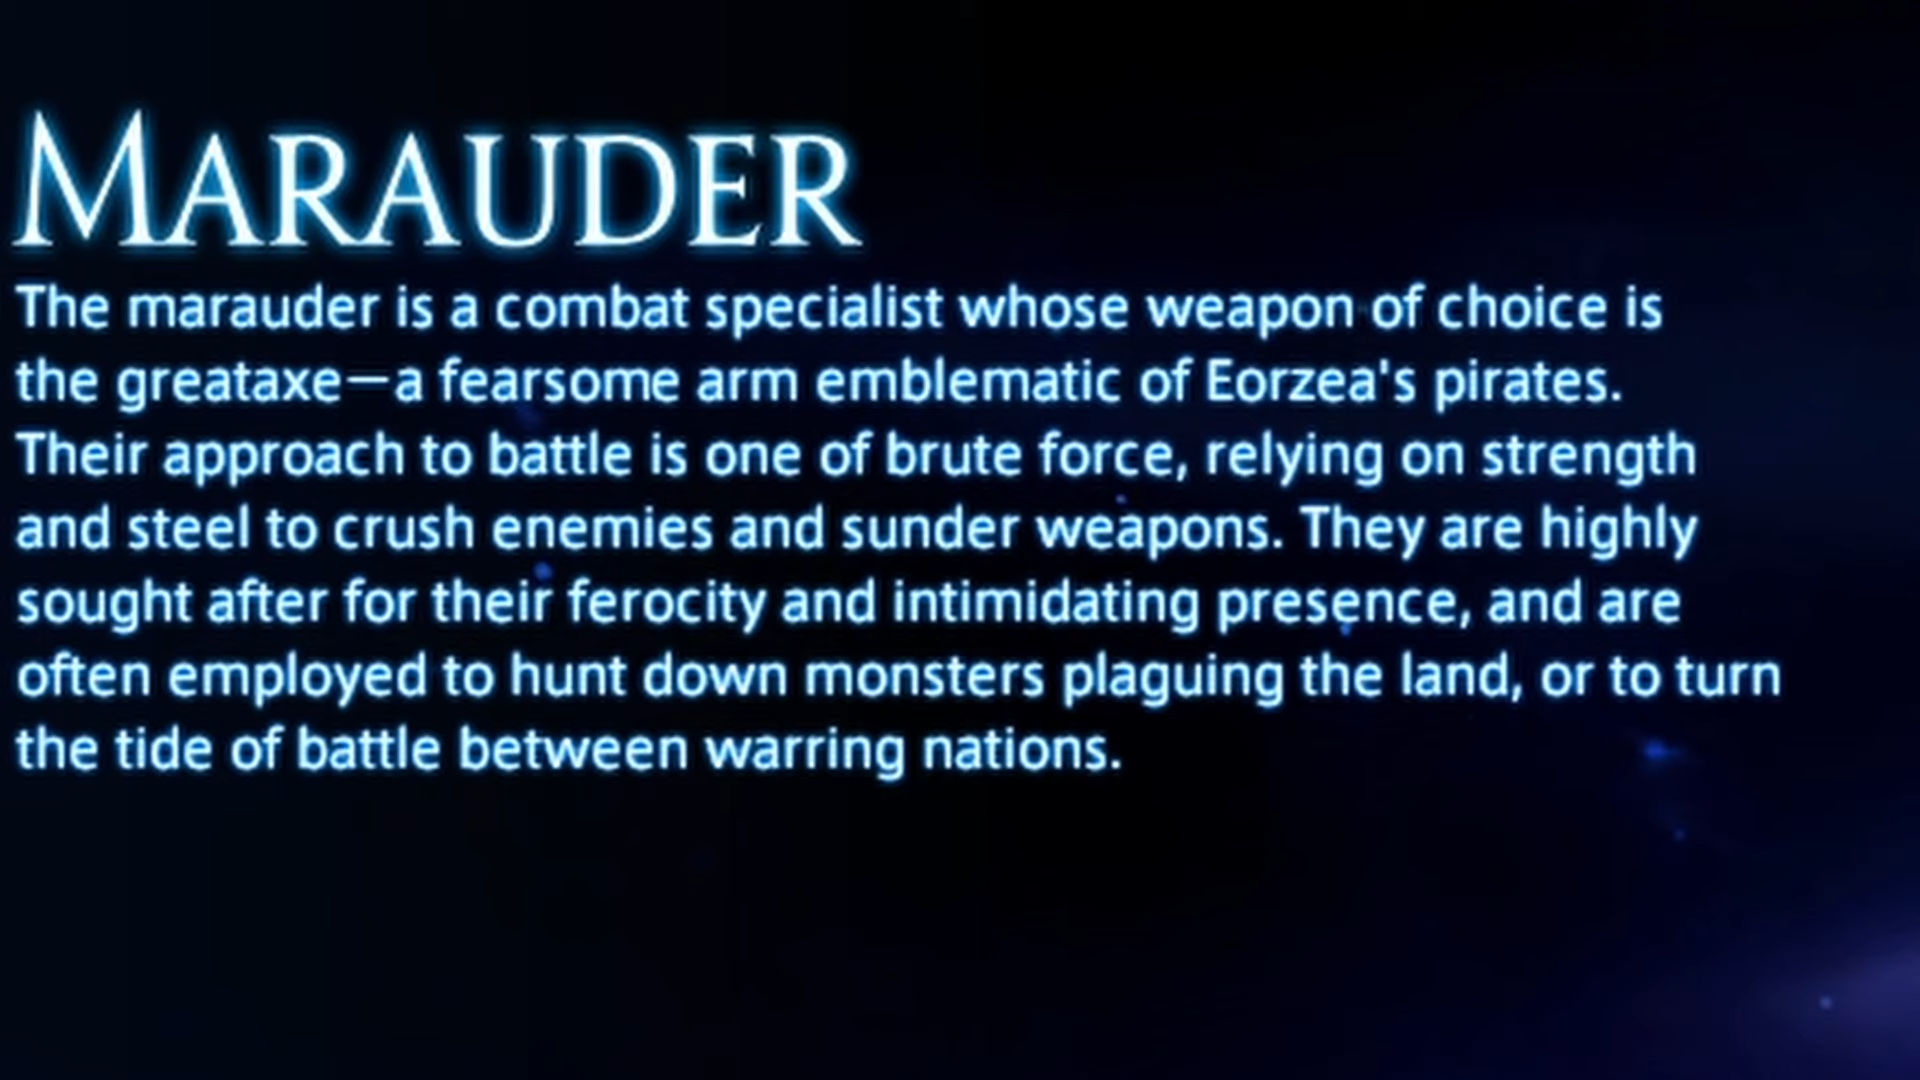 MARAUDER
The marauder is a combat specialist whose weapon of choice is
the greataxe—a fearsome arm emblematic of Eorzea's pirates.
Their approach to battle is one of brute force, relying on strength
and steel to crush enemies and sunder weapons. They are highly
sought after for their ferocity and intimidating presence, and are
often employed to hunt down monsters plaguing the land, or to turn
the tide of battle between warring nations.